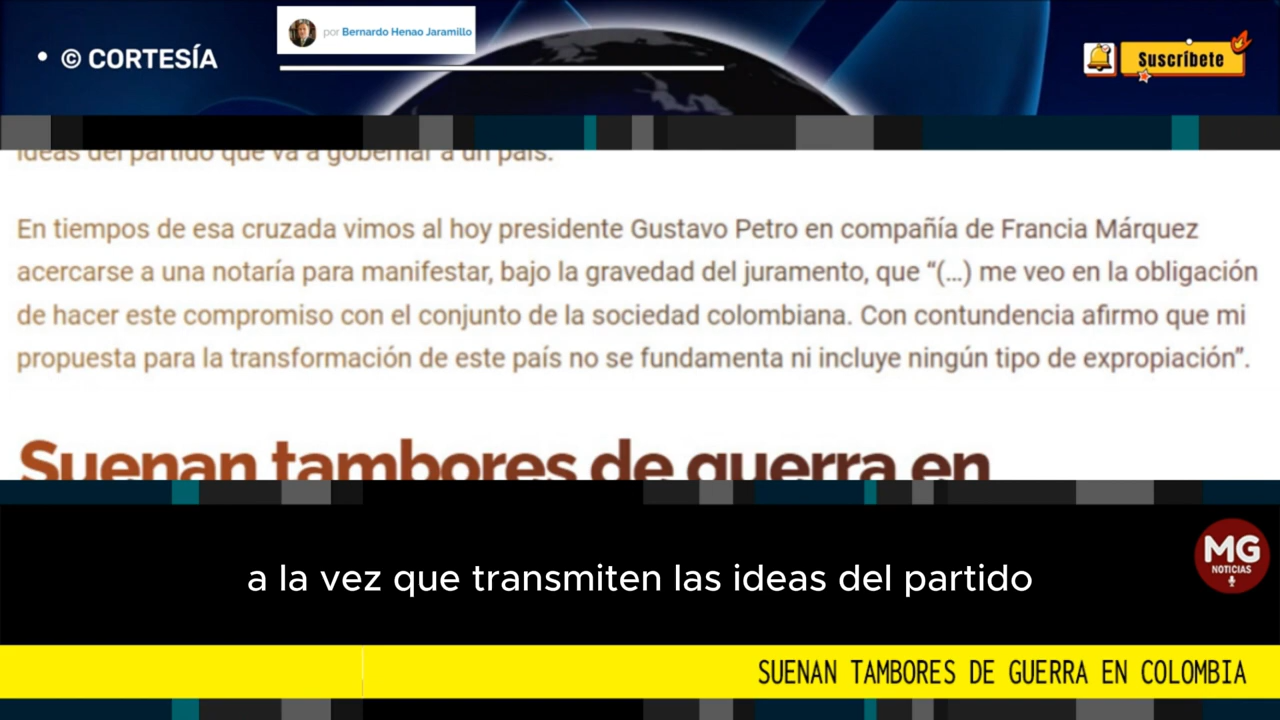 • © CORTESÍA
por Bernardo Henao Jaramillo
Suscríbete
ideas del partido que va a gobernar a un país.
En tiempos de esa cruzada vimos al hoy presidente Gustavo Petro en compañía de Francia Márquez
acercarse a una notaría para manifestar, bajo la gravedad del juramento, que “(…) me veo en la obligación
de hacer este compromiso con el conjunto de la sociedad colombiana. Con contundencia afirmo que mi
propuesta para la transformación de este país no se fundamenta ni incluye ningún tipo de expropiación”.
Suenan tambores de guerra en
MG
NOTICIAS
a la vez que transmiten las ideas del partido
SUENAN TAMBORES DE GUERRA EN COLOMBIA